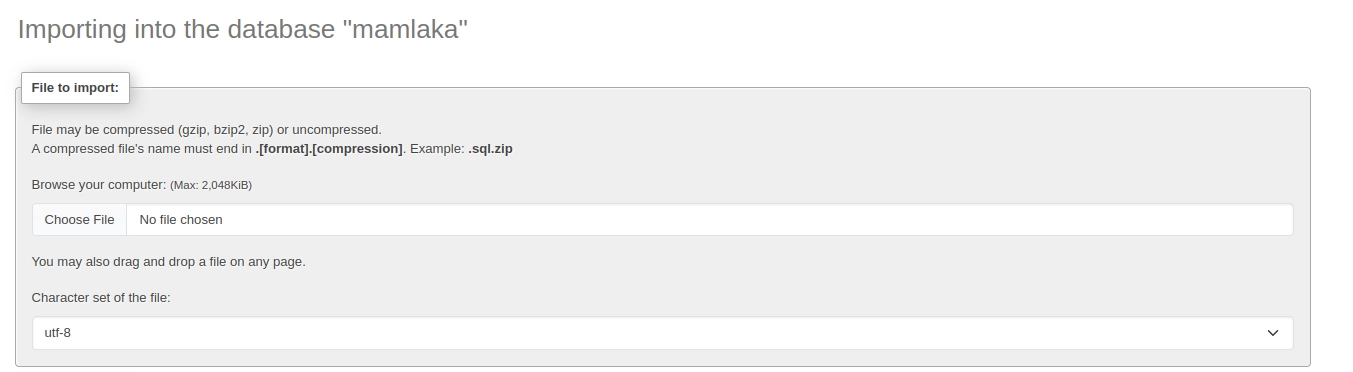 Importing into the database "mamlaka"
File to import:
File may be compressed (gzip, bzip2, zip) or uncompressed.
A compressed file's name must end in .[format].[compression]. Example: .sql.zip
Browse your computer: (Max: 2,048KiB)
Choose File No file chosen
You may also drag and drop a file on any page.
Character set of the file:
utf-8